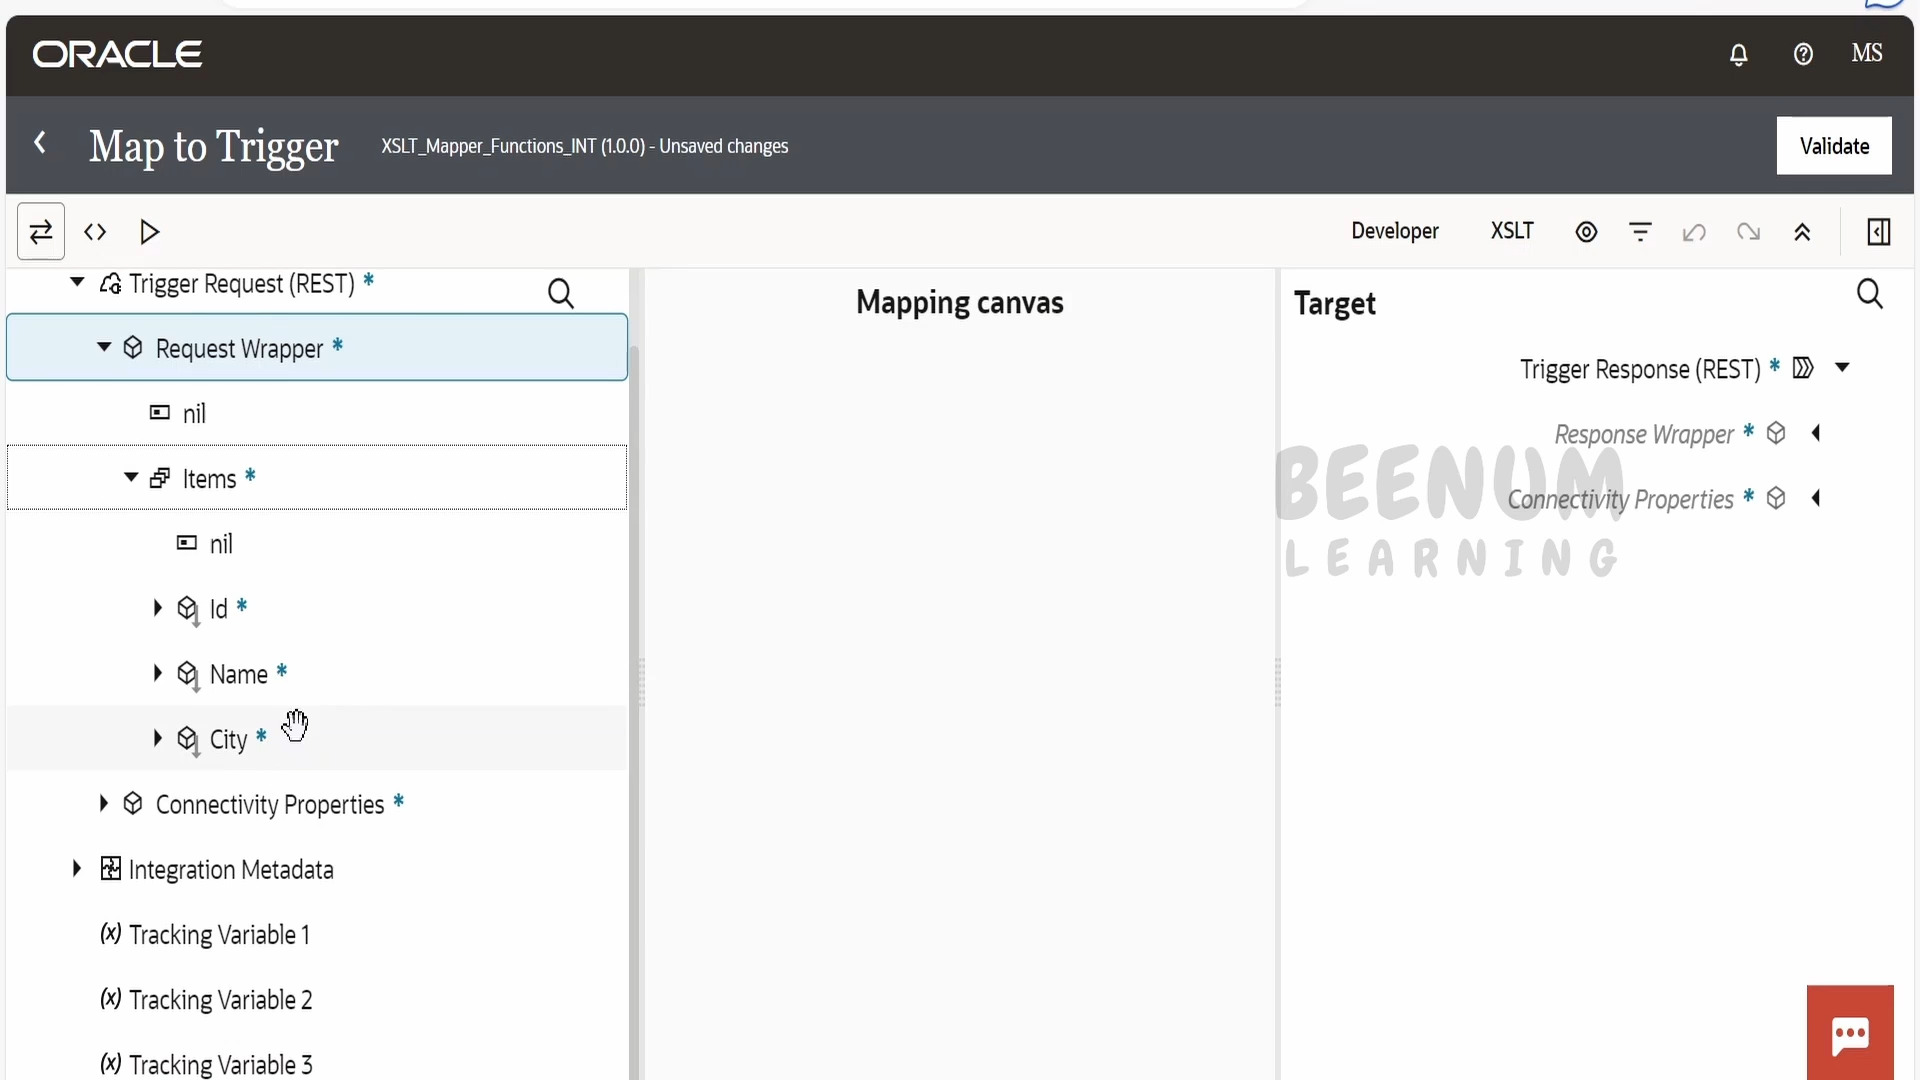 ORACLE
MS
Map to Trigger
XSLT_Mapper_Functions_INT (1.0.0) - Unsaved changes
Validate
Developer
XSLT
Trigger Request (REST) *
Request Wrapper *
nil
Items *
nil
Id *
Name *
City *
Connectivity Properties *
Integration Metadata
(x) Tracking Variable 1
(x) Tracking Variable 2
(x) Tracking Variable 3
Mapping canvas
Target
Trigger Response (REST) *
Response Wrapper *
Connectivity Properties *
BEENUM
LEARNING